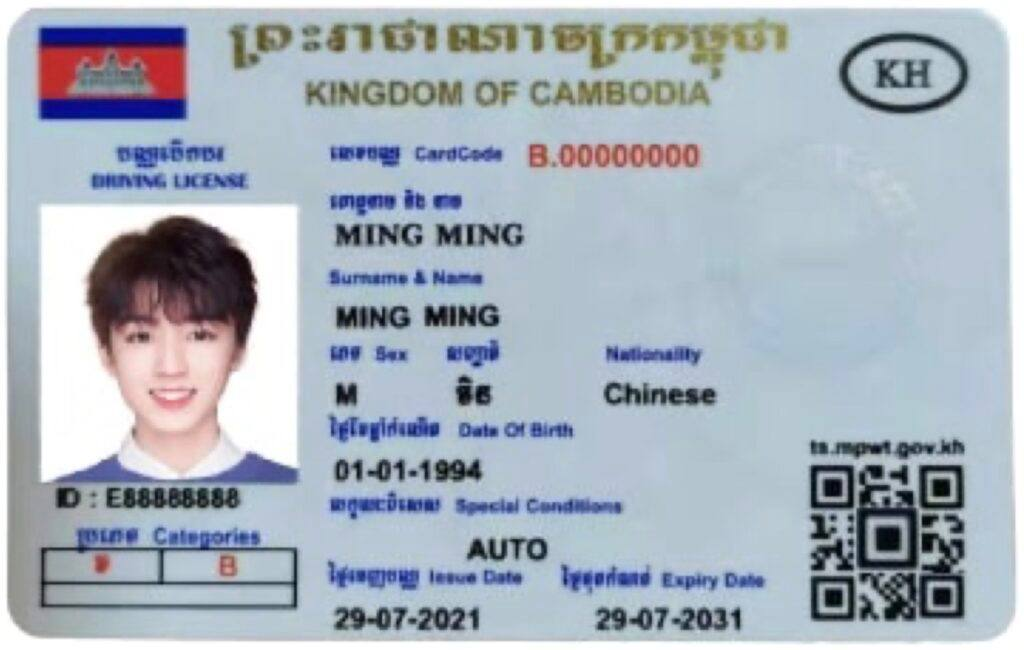 ព្រះរាជាណាចក្រកម្ពុជា
KINGDOM OF CAMBODIA
KH
បណ្ណបើកបរ
DRIVING LICENSE
លេខបណ្ណ CardCode B.00000000
គោត្តនាម និង នាម
MING MING
Surname & Name
MING MING
ភេទ Sex សញ្ជាតិ Nationality
M ចិន Chinese
ថ្ងៃខែឆ្នាំកំណើត Date Of Birth
01-01-1994
ID : E88888888
លក្ខខណ្ឌពិសេស Special Conditions
AUTO
ប្រភេទ Categories
ខ B
ថ្ងៃចេញបណ្ណ Issue Date ថ្ងៃផុតកំណត់ Expiry Date
29-07-2021 29-07-2031
ts.mpwt.gov.kh